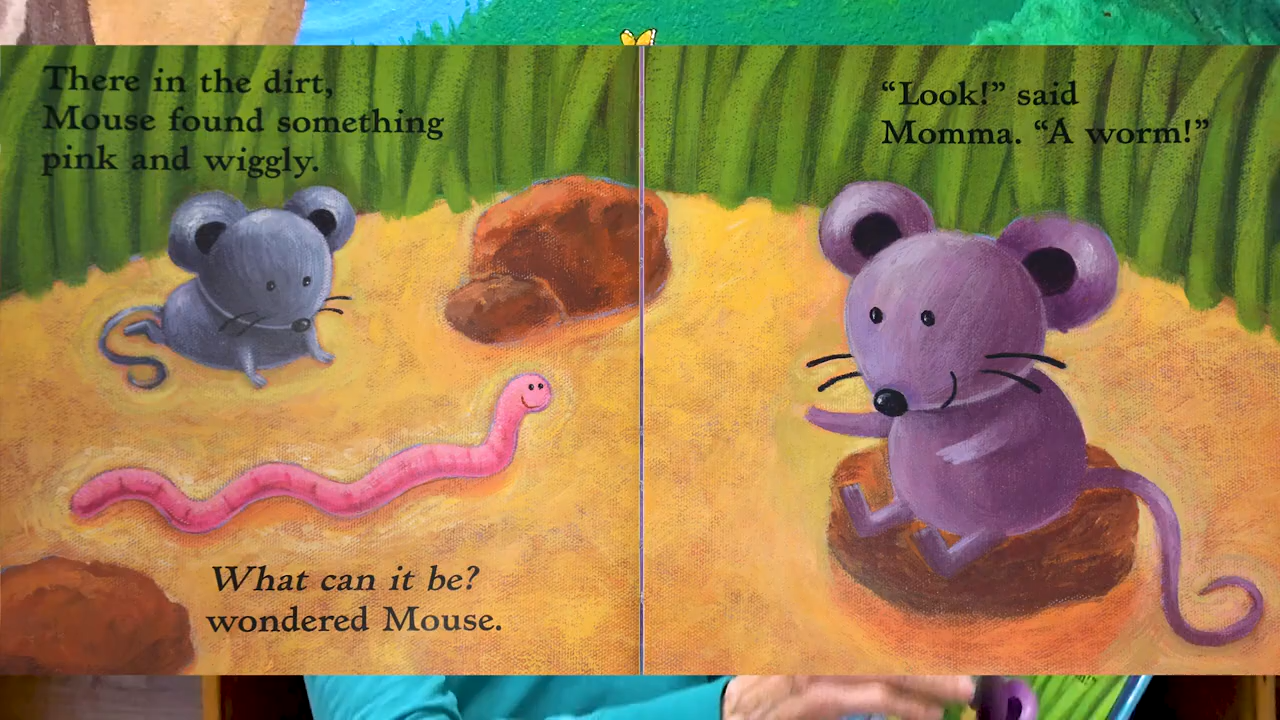 There in the dirt,
Mouse found something
pink and wiggly.
What can it be?
wondered Mouse.
“Look!” said
Momma. “A worm!”